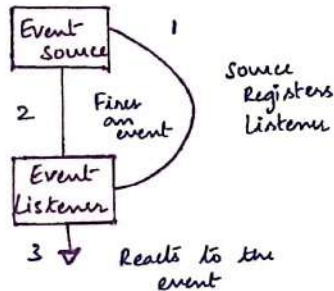 Event
source
1
Source
Registers
Listener
2
Fires
an
event
Event
Listener
3
Reacts to the
event